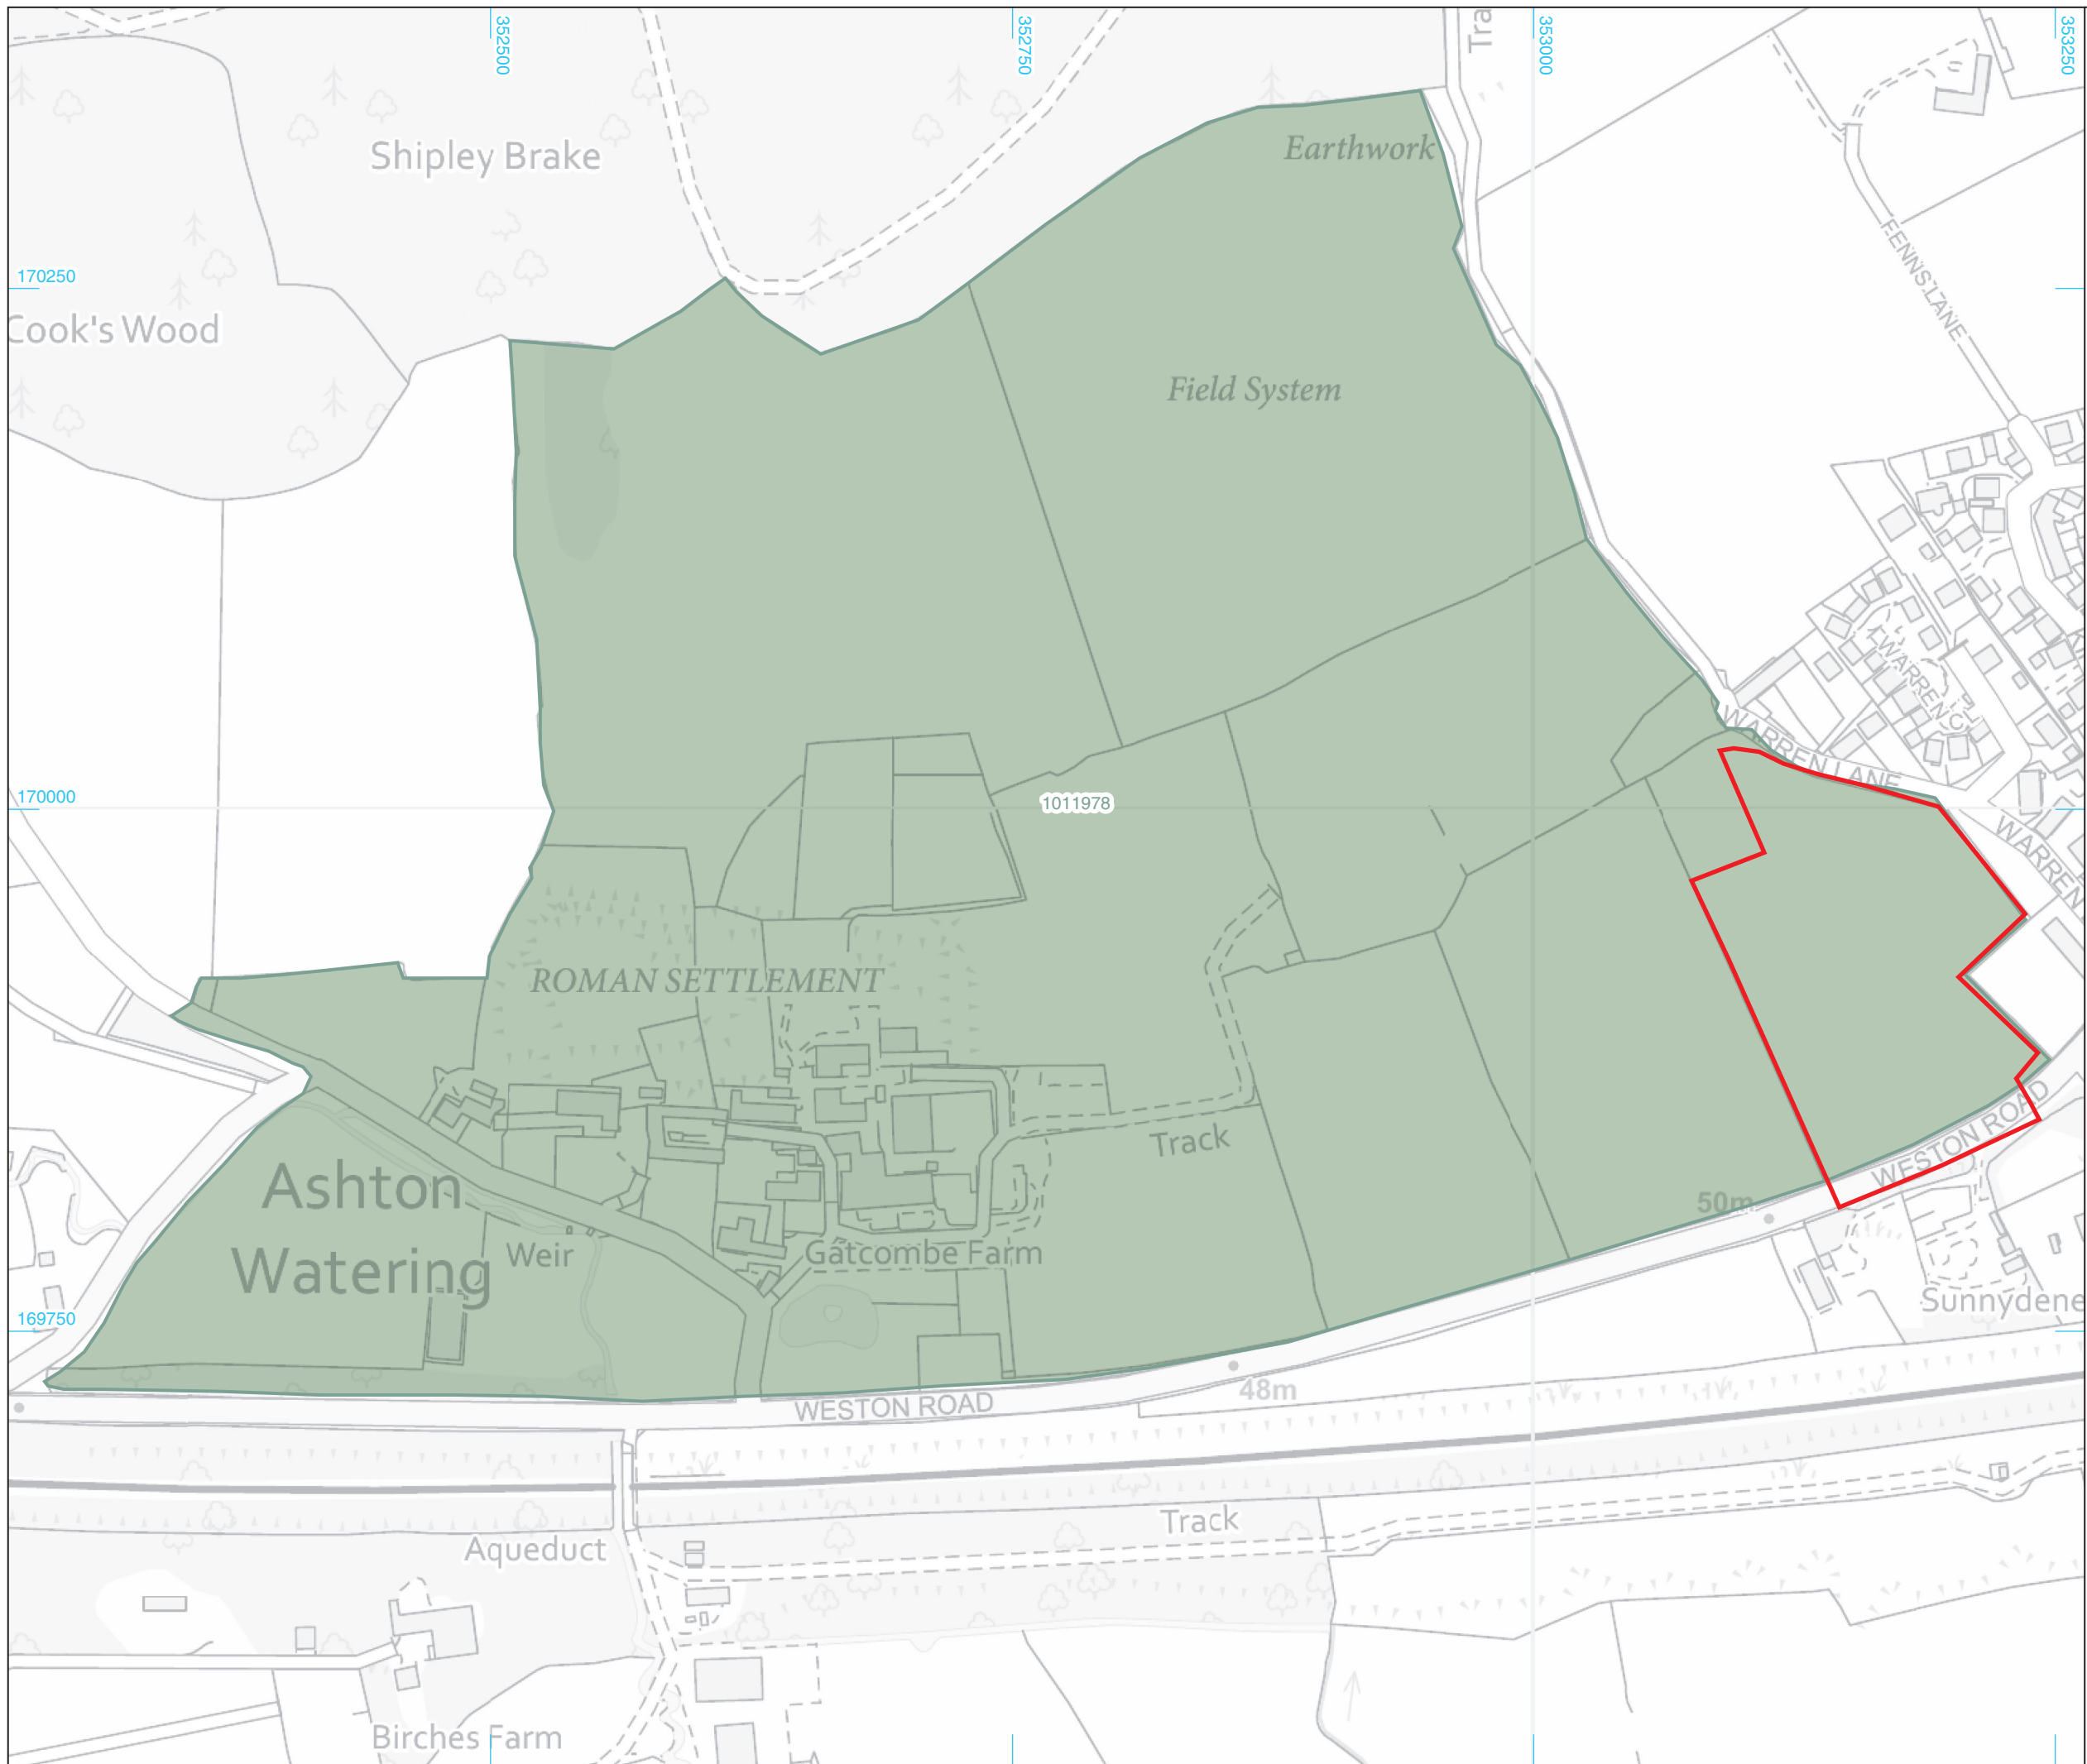 352500
352750
353000
353250
Tra
Earthwork
Shipley Brake
FENNS LANE
170250
Cook's Wood
Field System
WARREN LANE
170000
1011978
WARREN
ROMAN SETTLEMENT
WESTON ROAD
Track
Ashton
Watering
Weir
Gatcombe Farm
50m
Sunnydene
169750
48m
WESTON ROAD
Track
Aqueduct
Birches Farm